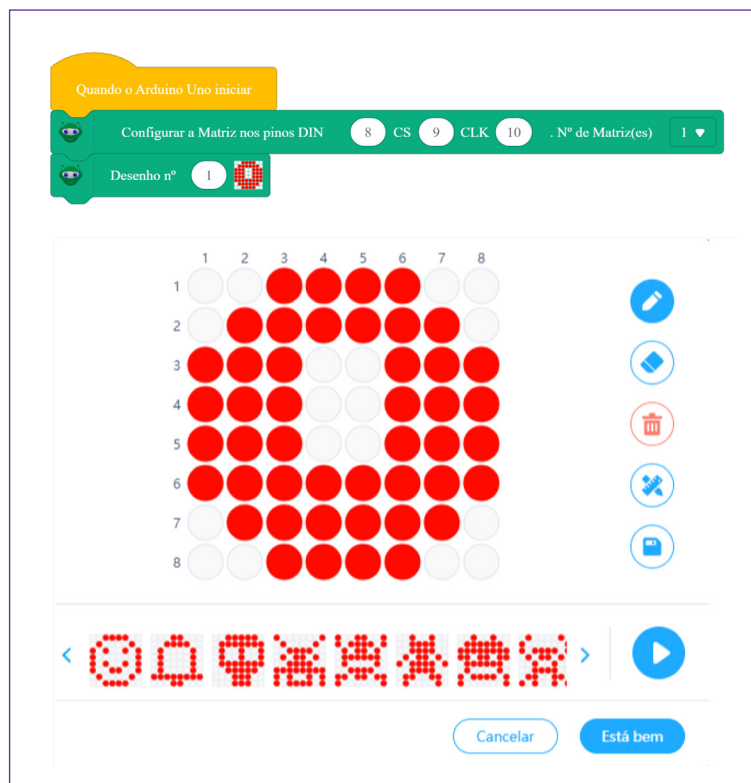 Quando o Arduino Uno iniciar
Configurar a Matriz nos pinos DIN 8 CS 9 CLK 10 . Nº de Matriz(es) 1
Desenho nº 1
1 2 3 4 5 6 7 8
1
2
3
4
5
6
7
8
Cancelar Está bem